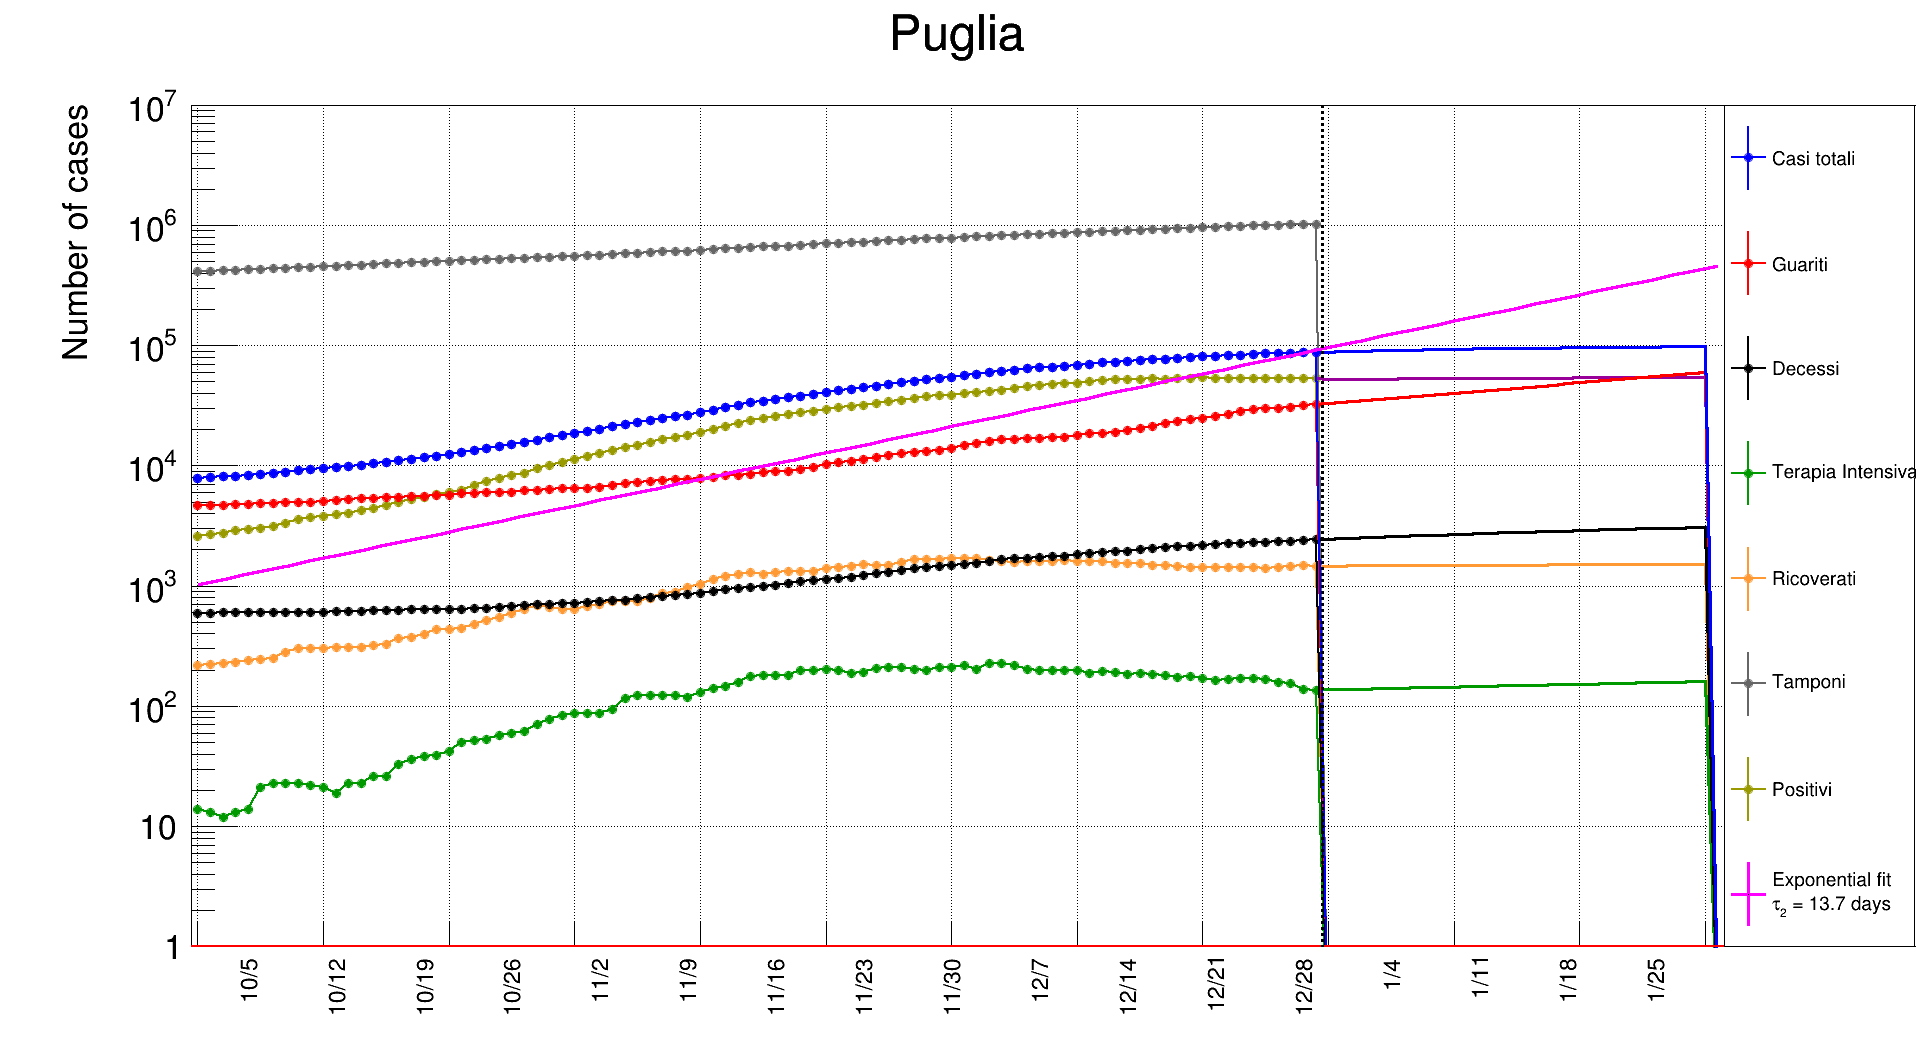 Puglia
Number of cases
10^7
10^6
10^5
10^4
10^3
10^2
10
1
10/5
10/12
10/19
10/26
11/2
11/9
11/16
11/23
11/30
12/7
12/14
12/21
12/28
1/4
1/11
1/18
1/25
Casi totali
Guariti
Decessi
Terapia Intensiva
Ricoverati
Tamponi
Positivi
Exponential fit
τ_2 = 13.7 days